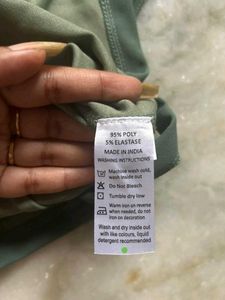 95% POLY
5% ELASTASE
MADE IN INDIA
WASHING INSTRUCTIONS
Machine wash cold,
wash inside out
Do Not Bleach
Tumble dry low
Warm iron on reverse
when needed, do not
iron on decoration
Wash and dry inside out
with like colours, liquid
detergent recommended